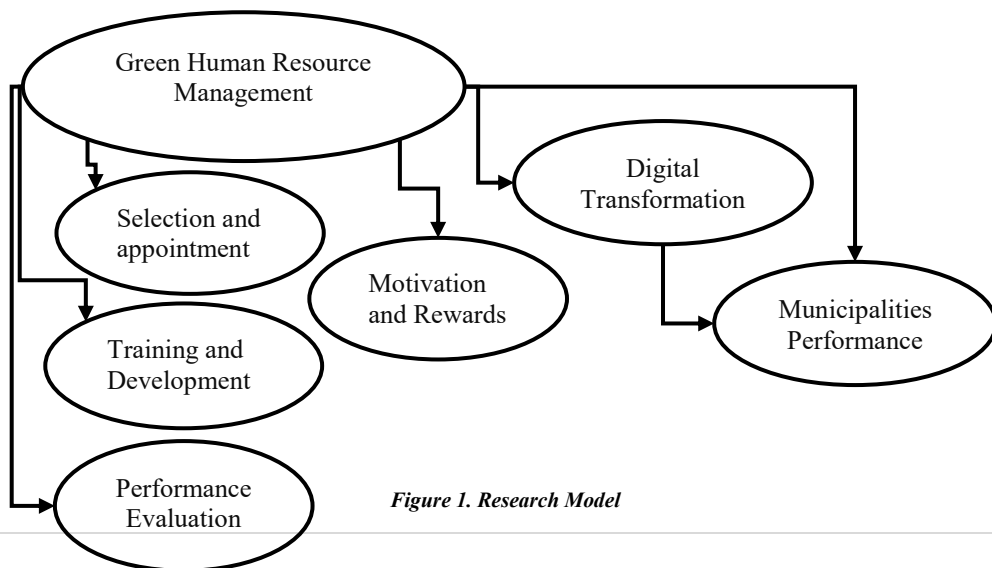 Green Human Resource
Management
Digital
Transformation
Selection and
appointment
Motivation
and Rewards
Municipalities
Performance
Training and
Development
Performance
Evaluation
Figure 1. Research Model